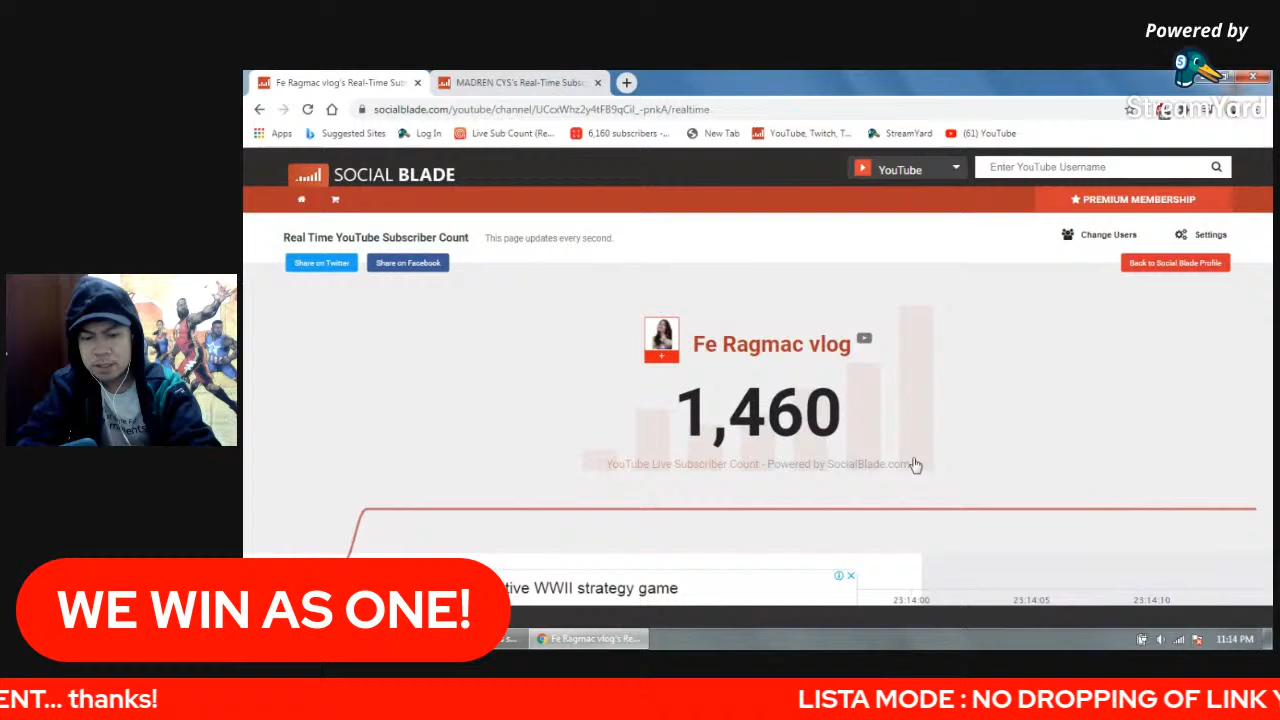 Powered by
StreamYard
Fe Ragmac vlog's Real-Time Sub
MADREN CYS's Real-Time Subsc
socialblade.com/youtube/channel/UCcxWhz2y4tFB9qCil_-pnkA/realtime
Apps
Suggested Sites
Log In
Live Sub Count (Re...
6,160 subscribers -...
New Tab
YouTube, Twitch, T...
StreamYard
(61) YouTube
SOCIAL BLADE
YouTube
Enter YouTube Username
PREMIUM MEMBERSHIP
Real Time YouTube Subscriber Count
This page updates every second.
Change Users
Settings
Share on Twitter
Share on Facebook
Back to Social Blade Profile
Fe Ragmac vlog
1,460
YouTube Live Subscriber Count - Powered by SocialBlade.com
tive WWII strategy game
23:14:00
23:14:05
23:14:10
WE WIN AS ONE!
Fe Ragmac vlog's Re...
11:14 PM
ENT... thanks!
LISTA MODE : NO DROPPING OF LINK Y